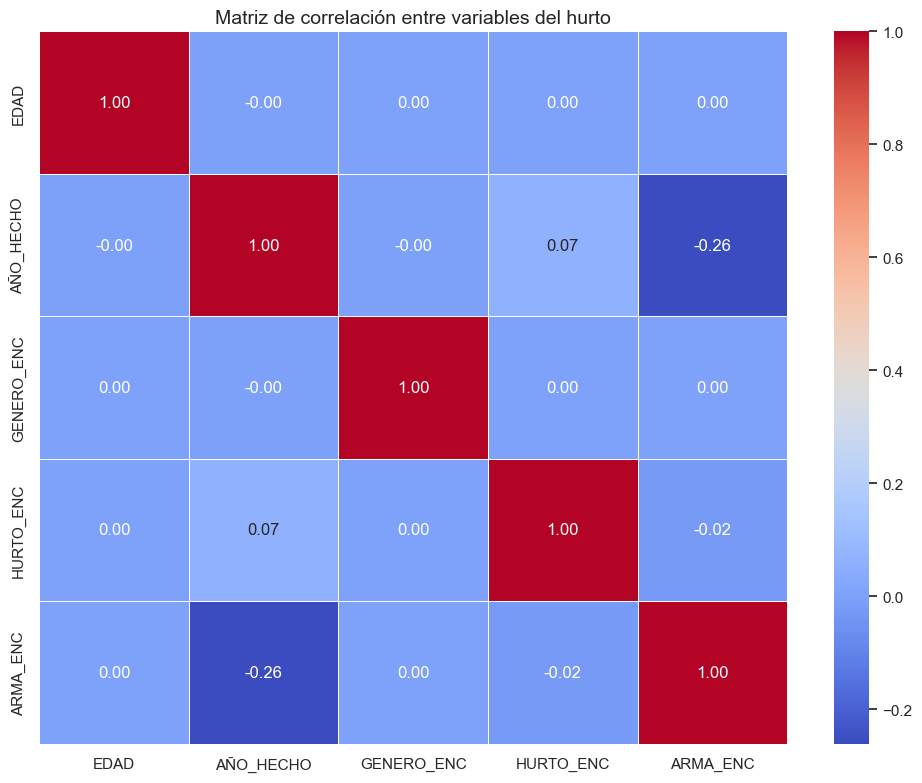 Matriz de correlación entre variables del hurto
EDAD 1.00 -0.00 0.00 0.00 0.00
AÑO_HECHO -0.00 1.00 -0.00 0.07 -0.26
GENERO_ENC 0.00 -0.00 1.00 0.00 0.00
HURTO_ENC 0.00 0.07 0.00 1.00 -0.02
ARMA_ENC 0.00 -0.26 0.00 -0.02 1.00
EDAD AÑO_HECHO GENERO_ENC HURTO_ENC ARMA_ENC
1.0
0.8
0.6
0.4
0.2
0.0
−0.2